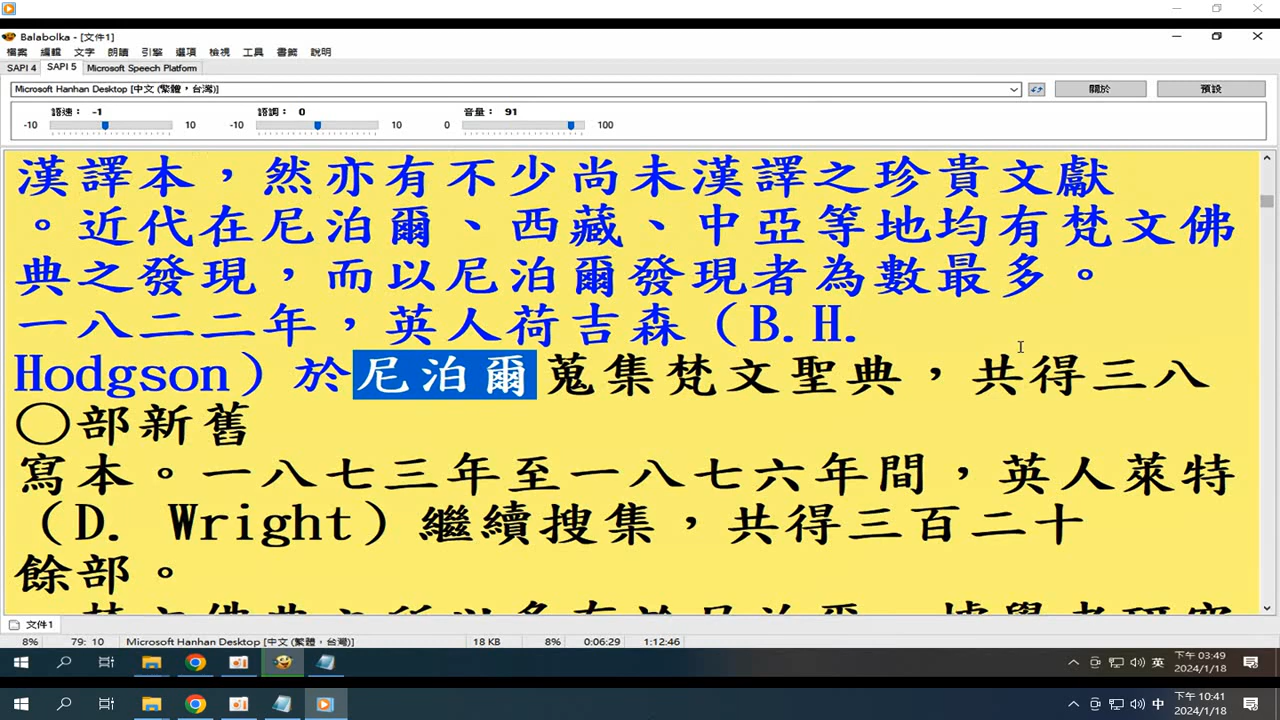 Balabolka - [文件1]
檔案 編輯 文字 朗讀 引擎 選項 檢視 工具 書籤 說明
SAPI 4 SAPI 5 Microsoft Speech Platform
Microsoft Hanhan Desktop [中文 (繁體，台灣)] 關於 預設
語速： -1 語調： 0 音量： 91
-10 10 -10 10 0 100
漢譯本，然亦有不少尚未漢譯之珍貴文獻
。近代在尼泊爾、西藏、中亞等地均有梵文佛
典之發現，而以尼泊爾發現者為數最多。
一八二二年，英人荷吉森（B.H.
Hodgson）於尼泊爾蒐集梵文聖典，共得三八
〇部新舊
寫本。一八七三年至一八七六年間，英人萊特
（D. Wright）繼續搜集，共得三百二十
餘部。
文件1
8% 79: 10 Microsoft Hanhan Desktop [中文 (繁體，台灣)] 18 KB 8% 0:06:29 1:12:46
英 下午 03:49
2024/1/18
中 下午 10:41
2024/1/18